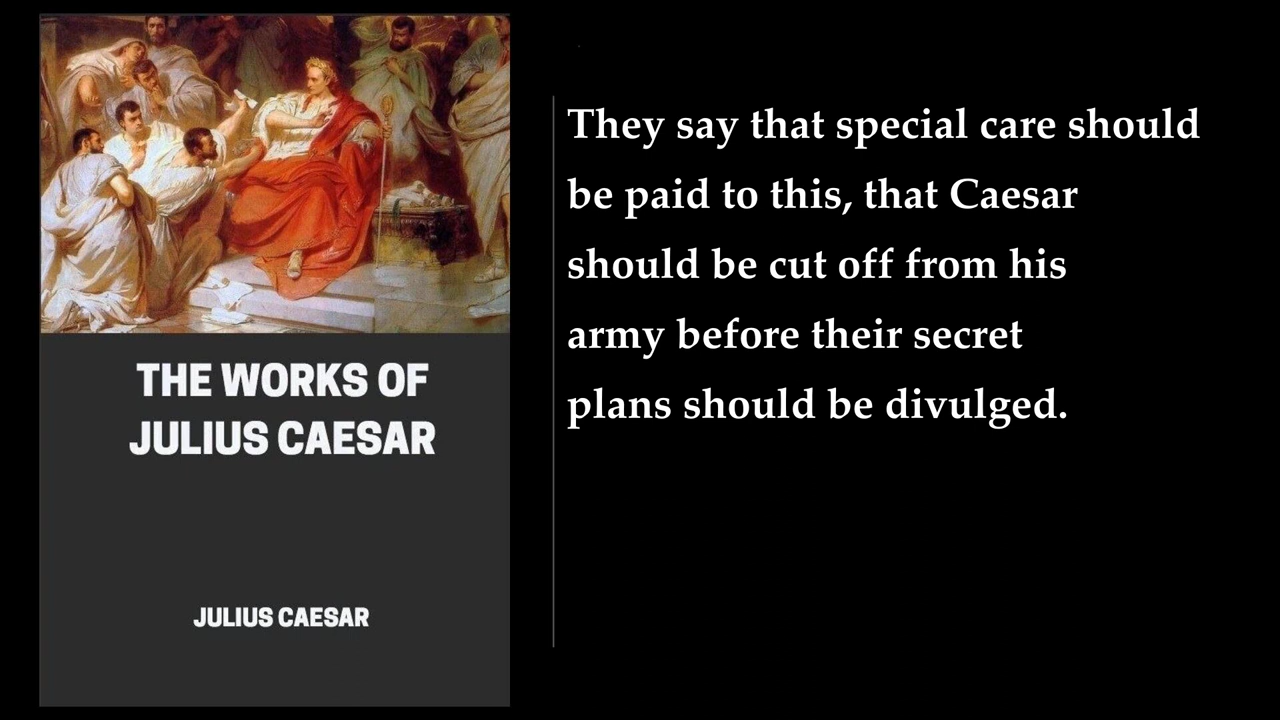 THE WORKS OF
JULIUS CAESAR
JULIUS CAESAR
They say that special care should
be paid to this, that Caesar
should be cut off from his
army before their secret
plans should be divulged.